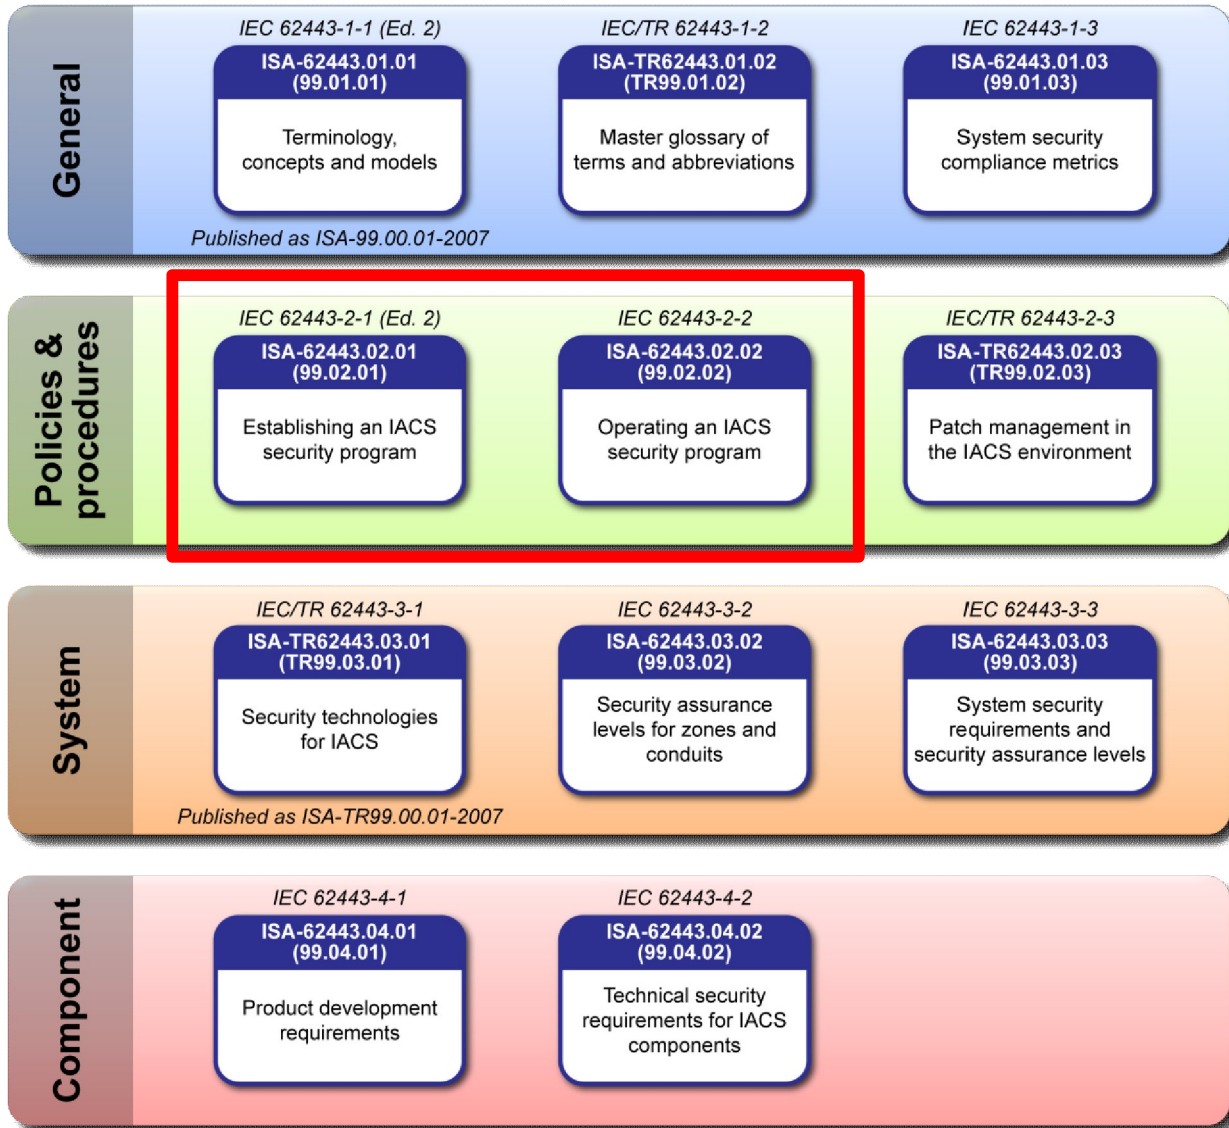 General
IEC 62443-1-1 (Ed. 2)
ISA-62443.01.01
(99.01.01)
Terminology,
concepts and models
Published as ISA-99.00.01-2007
IEC/TR 62443-1-2
ISA-TR62443.01.02
(TR99.01.02)
Master glossary of
terms and abbreviations
IEC 62443-1-3
ISA-62443.01.03
(99.01.03)
System security
compliance metrics
Policies &
procedures
IEC 62443-2-1 (Ed. 2)
ISA-62443.02.01
(99.02.01)
Establishing an IACS
security program
IEC 62443-2-2
ISA-62443.02.02
(99.02.02)
Operating an IACS
security program
IEC/TR 62443-2-3
ISA-TR62443.02.03
(TR99.02.03)
Patch management in
the IACS environment
System
IEC/TR 62443-3-1
ISA-TR62443.03.01
(TR99.03.01)
Security technologies
for IACS
Published as ISA-TR99.00.01-2007
IEC 62443-3-2
ISA-62443.03.02
(99.03.02)
Security assurance
levels for zones and
conduits
IEC 62443-3-3
ISA-62443.03.03
(99.03.03)
System security
requirements and
security assurance levels
Component
IEC 62443-4-1
ISA-62443.04.01
(99.04.01)
Product development
requirements
IEC 62443-4-2
ISA-62443.04.02
(99.04.02)
Technical security
requirements for IACS
components